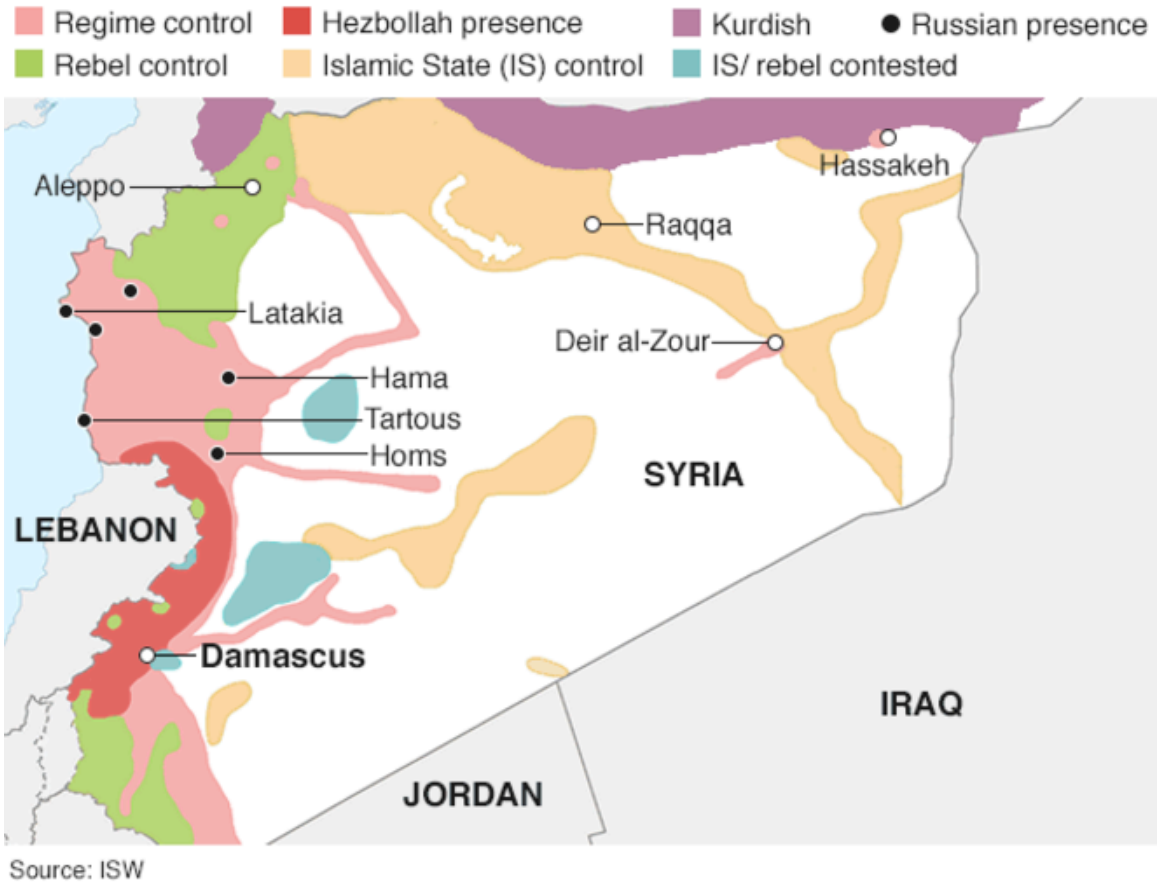 Regime control
Hezbollah presence
Kurdish
Russian presence
Rebel control
Islamic State (IS) control
IS/ rebel contested
Hassakeh
Aleppo
Raqqa
Latakia
Deir al-Zour
Hama
Tartous
Homs
SYRIA
LEBANON
Damascus
IRAQ
JORDAN
Source: ISW